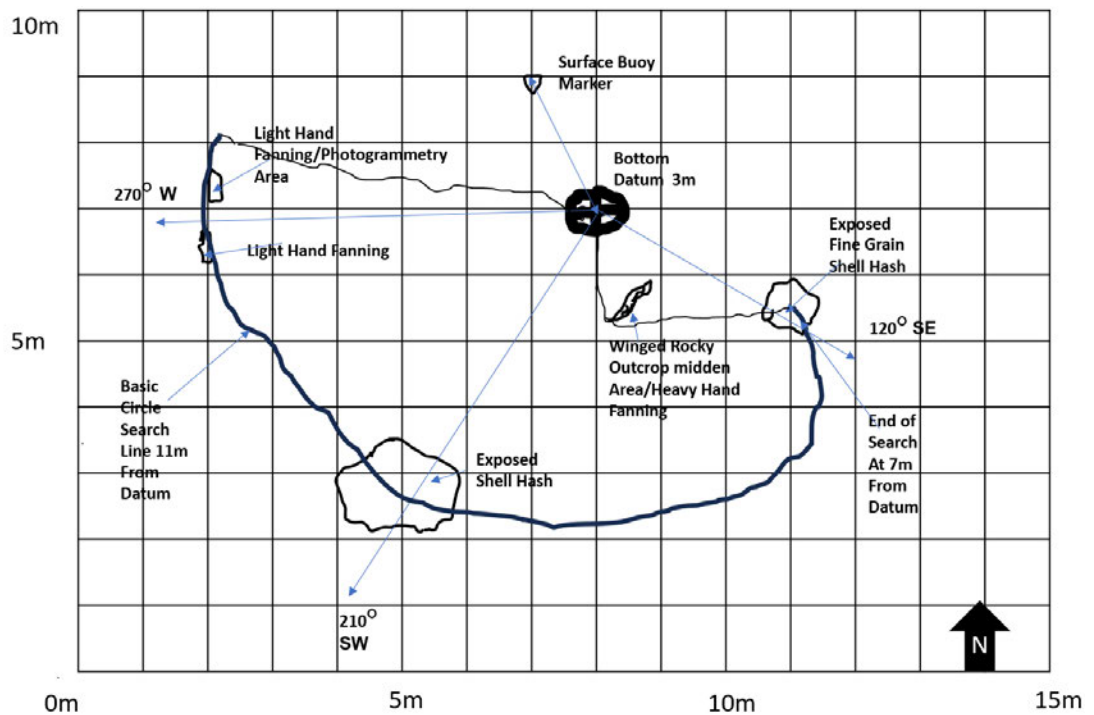 10m
Surface Buoy
Marker
Light Hand
Fanning/Photogrammetry
Area
Bottom
Datum 3m
270° W
Exposed
Fine Grain
Shell Hash
Light Hand Fanning
5m
120° SE
Winged Rocky
Outcrop midden
Area/Heavy Hand
Fanning
Basic
Circle
Search
Line 11m
From
Datum
End of
Search
At 7m
From
Datum
Exposed
Shell Hash
210°
SW
N
0m
5m
10m
15m